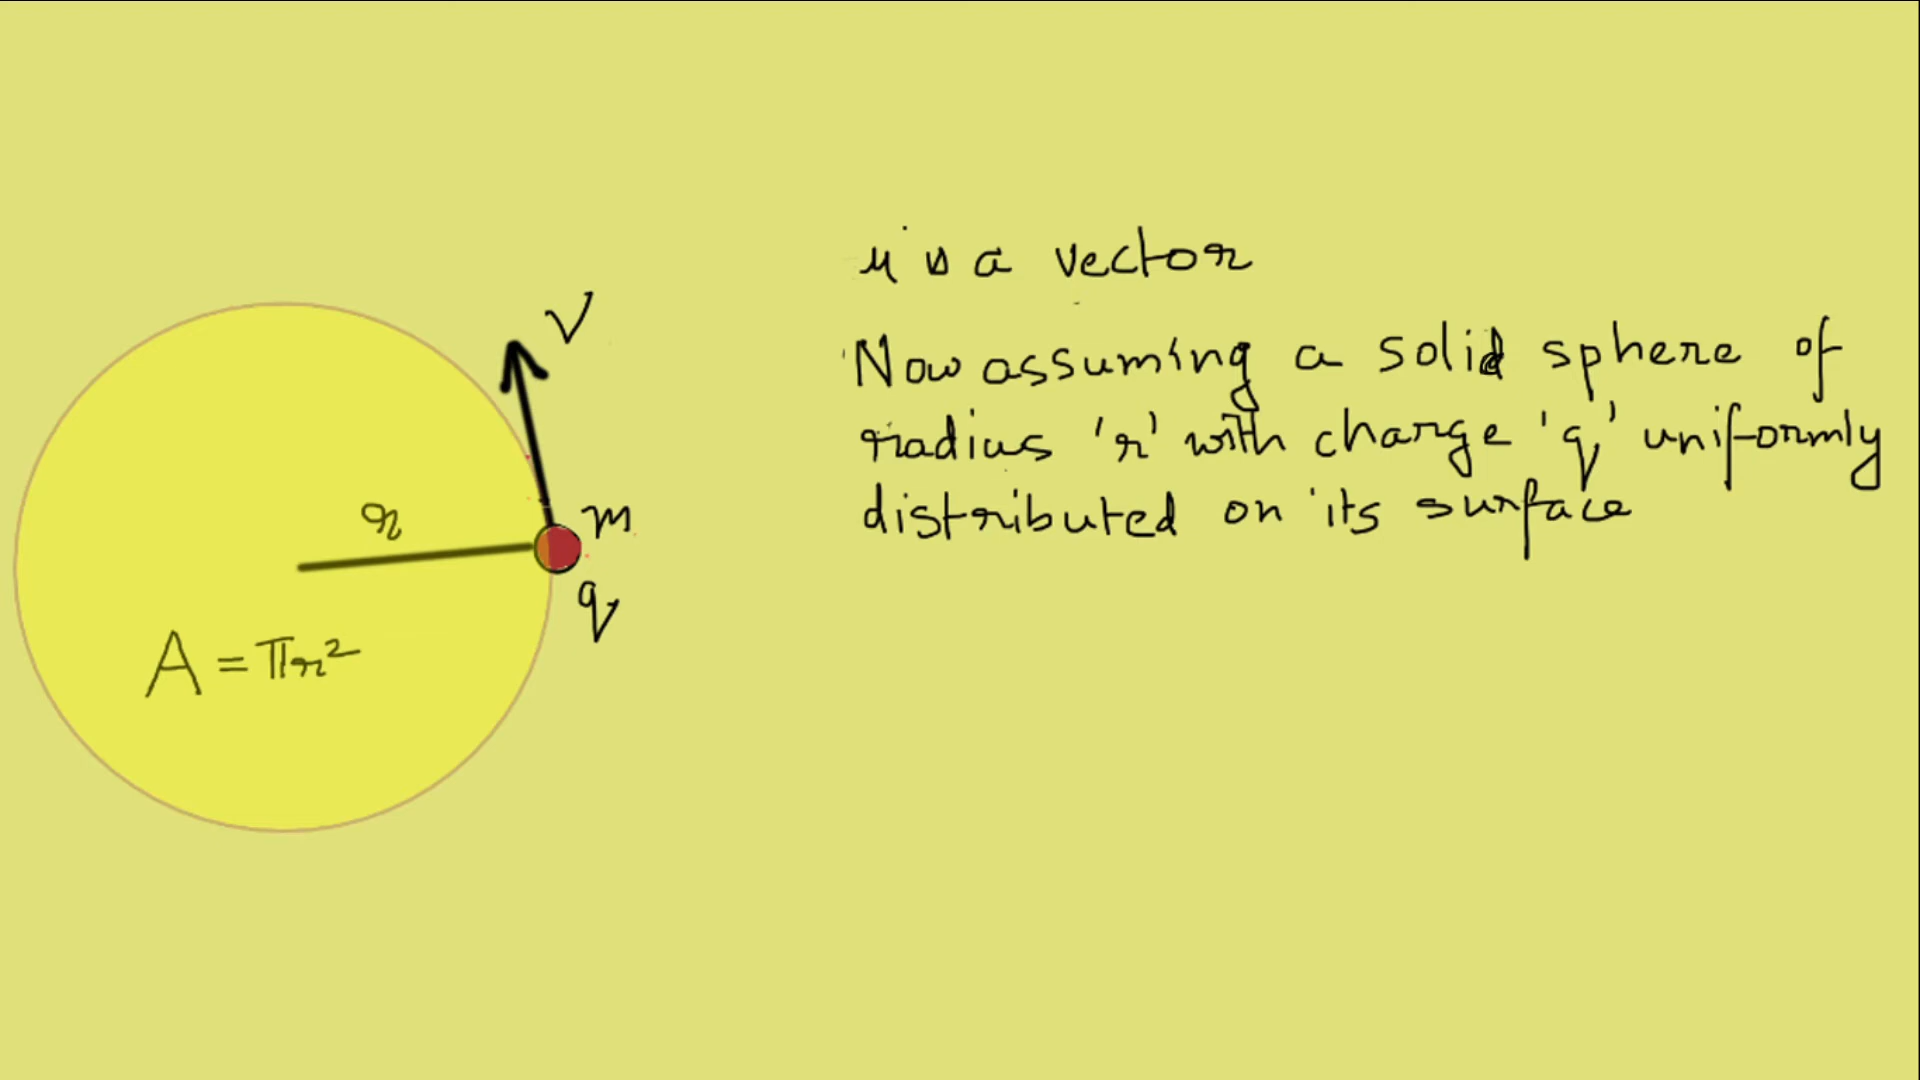 μ is a vector
Now assuming a solid sphere of
radius 'r' with charge 'q' uniformly
distributed on its surface
V
r
m
q
A = πr²